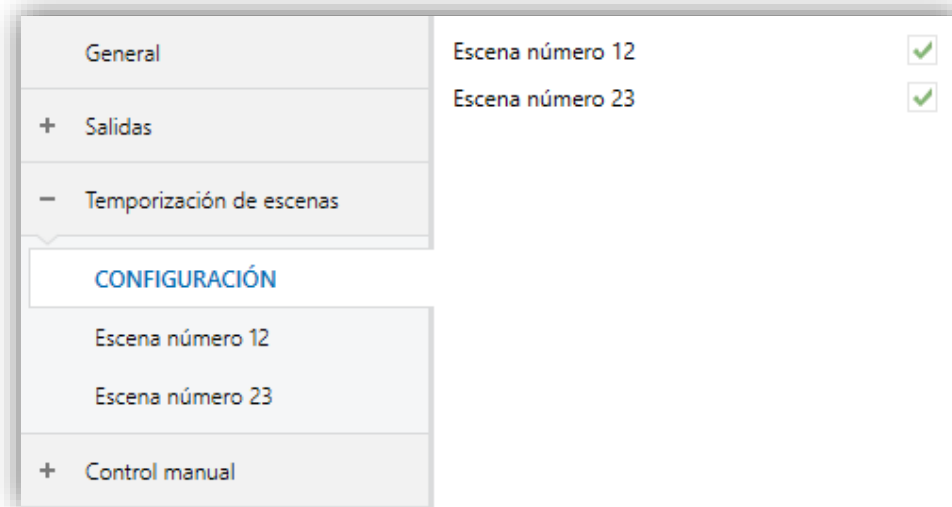 General
+ Salidas
− Temporización de escenas
CONFIGURACIÓN
Escena número 12
Escena número 23
+ Control manual
Escena número 12
Escena número 23